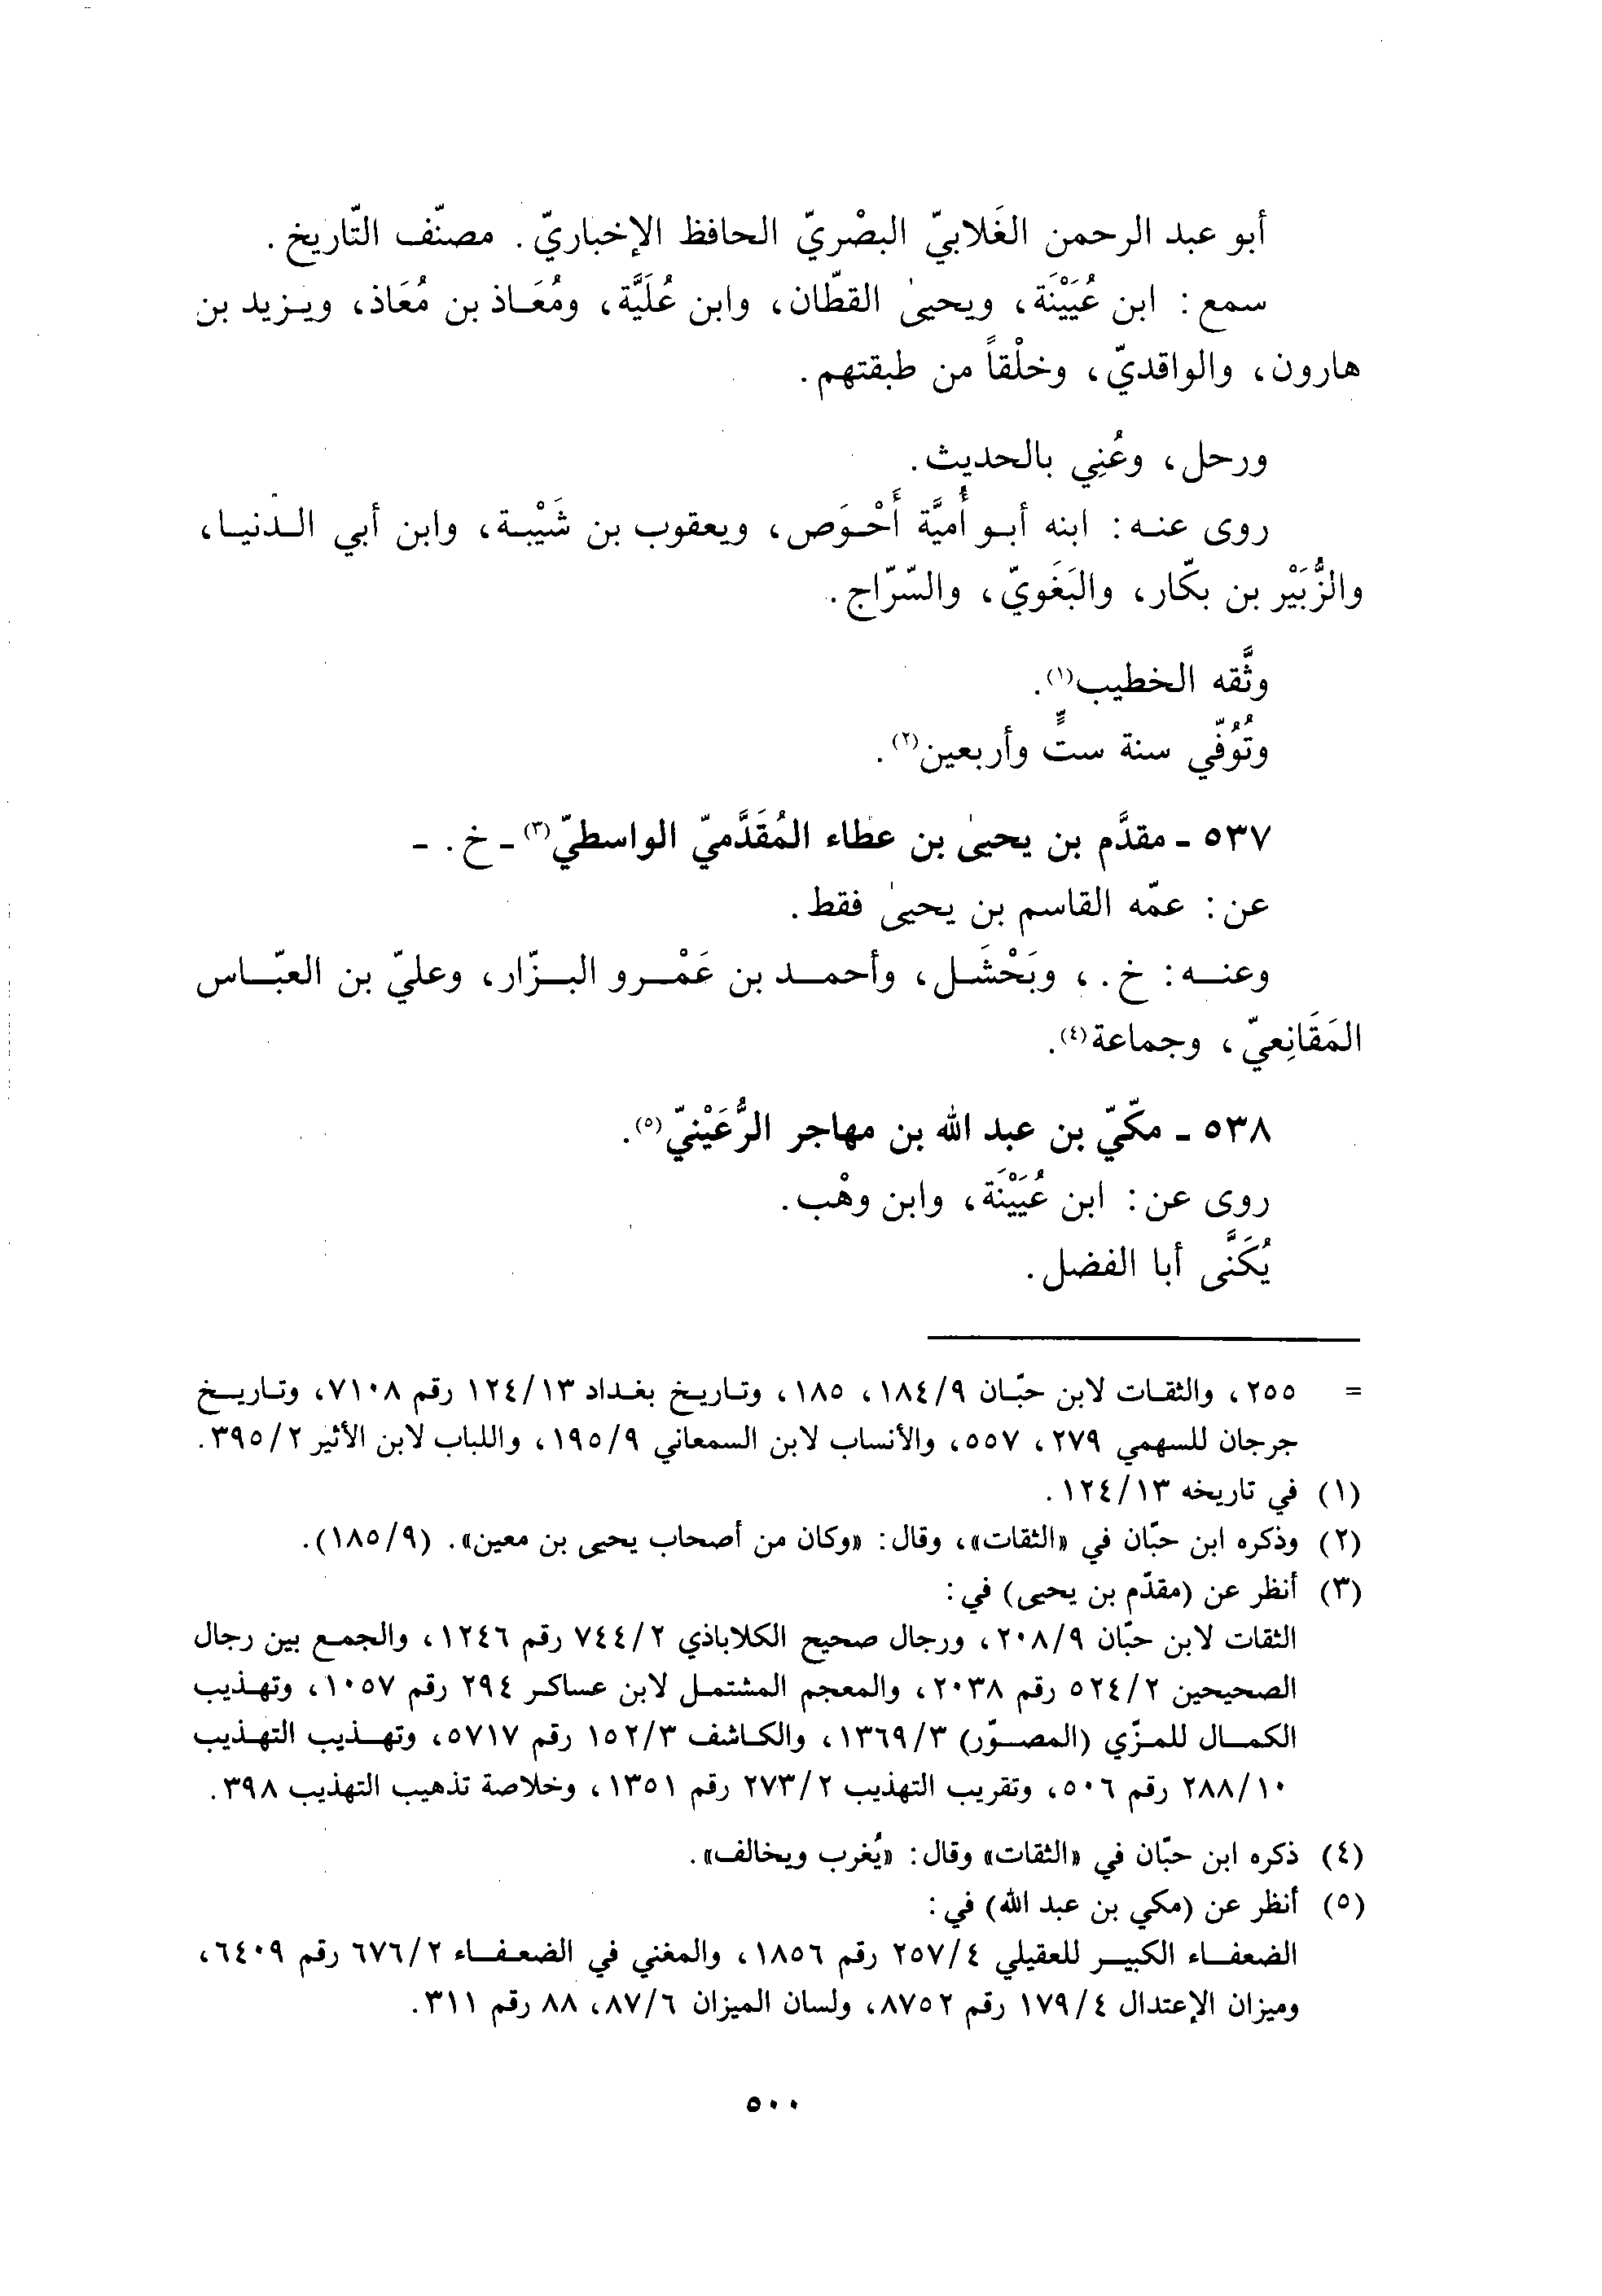 أبو عبد الرحمن الغَلابيّ البصْريّ الحافظ الإخباريّ. مصنّف التّاريخ.
سمع: ابن عُيَيْنَة، ويحيىٰ القطّان، وابن عُلَيَّة، ومُعَاذ بن مُعَاذ، ويزيد بن
هارون، والواقديّ، وخلْقاً من طبقتهم.
ورحل، وعُنِي بالحديث.
روى عنه: ابنه أبو أُميَّة أَحْوَص، ويعقوب بن شَيْبة، وابن أبي الدّنيا،
والزُّبَيْر بن بكّار، والبَغَويّ، والسّرّاج.
وثَّقه الخطيب(١).
وتُوُفّي سنة ستٍّ وأربعين(٢).
٥٣٧ - مقدَّم بن يحيىٰ بن عطاء المُقَدَّميّ الواسطيّ(٣) - خ. -
عن: عمّه القاسم بن يحيىٰ فقط.
وعنه: خ.، وبَحْشَل، وأحمد بن عَمْرو البزّار، وعليّ بن العبّاس
المَقَانِعيّ، وجماعة(٤).
٥٣٨ - مكّيّ بن عبد الله بن مهاجر الرُّعَيْنيّ(٥).
روى عن: ابن عُيَيْنَة، وابن وهْب.
يُكَنَّى أبا الفضل.
= ٢٥٥، والثقات لابن حبّان ١٨٤/٩، ١٨٥، وتاريخ بغداد ١٢٤/١٣ رقم ٧١٠٨، وتاريخ
جرجان للسهمي ٢٧٩، ٥٥٧، والأنساب لابن السمعاني ١٩٥/٩، واللباب لابن الأثير ٣٩٥/٢.
(١) في تاريخه ١٢٤/١٣.
(٢) وذكره ابن حبّان في «الثقات»، وقال: «وكان من أصحاب يحيى بن معين». (١٨٥/٩).
(٣) أنظر عن (مقدّم بن يحيى) في:
الثقات لابن حبّان ٢٠٨/٩، ورجال صحيح الكلاباذي ٧٤٤/٢ رقم ١٢٤٦، والجمع بين رجال
الصحيحين ٥٢٤/٢ رقم ٢٠٣٨، والمعجم المشتمل لابن عساكر ٢٩٤ رقم ١٠٥٧، وتهذيب
الكمال للمزّي (المصوّر) ١٣٦٩/٣، والكاشف ١٥٢/٣ رقم ٥٧١٧، وتهذيب التهذيب
٢٨٨/١٠ رقم ٥٠٦، وتقريب التهذيب ٢٧٣/٢ رقم ١٣٥١، وخلاصة تذهيب التهذيب ٣٩٨.
(٤) ذكره ابن حبّان في «الثقات» وقال: «يُغرب ويخالف».
(٥) أنظر عن (مكي بن عبد الله) في:
الضعفاء الكبير للعقيلي ٢٥٧/٤ رقم ١٨٥٦، والمغني في الضعفاء ٦٧٦/٢ رقم ٦٤٠٩،
وميزان الإعتدال ١٧٩/٤ رقم ٨٧٥٢، ولسان الميزان ٨٧/٦، ٨٨ رقم ٣١١.
٥٠٠